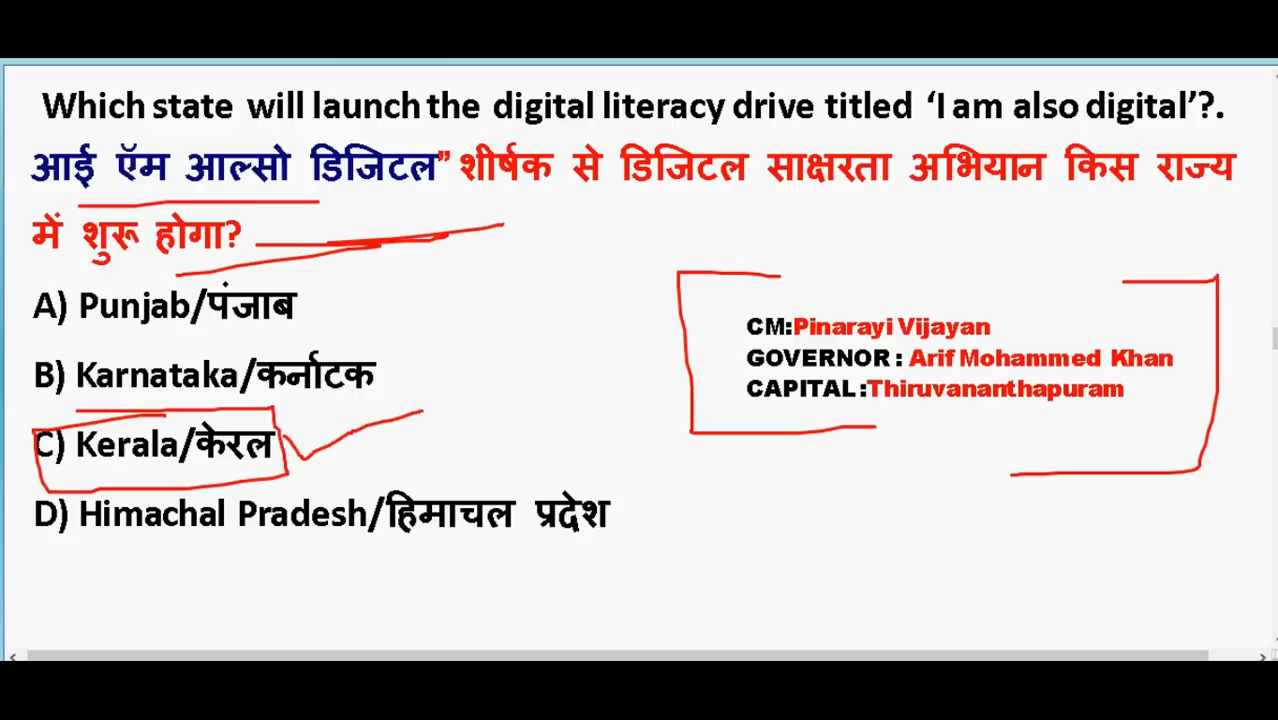 Which state will launch the digital literacy drive titled ‘I am also digital’?.
आई ऍम आल्सो डिजिटल” शीर्षक से डिजिटल साक्षरता अभियान किस राज्य
में शुरू होगा?
A) Punjab/पंजाब
B) Karnataka/कर्नाटक
C) Kerala/केरल
D) Himachal Pradesh/हिमाचल प्रदेश
CM:Pinarayi Vijayan
GOVERNOR : Arif Mohammed Khan
CAPITAL :Thiruvananthapuram